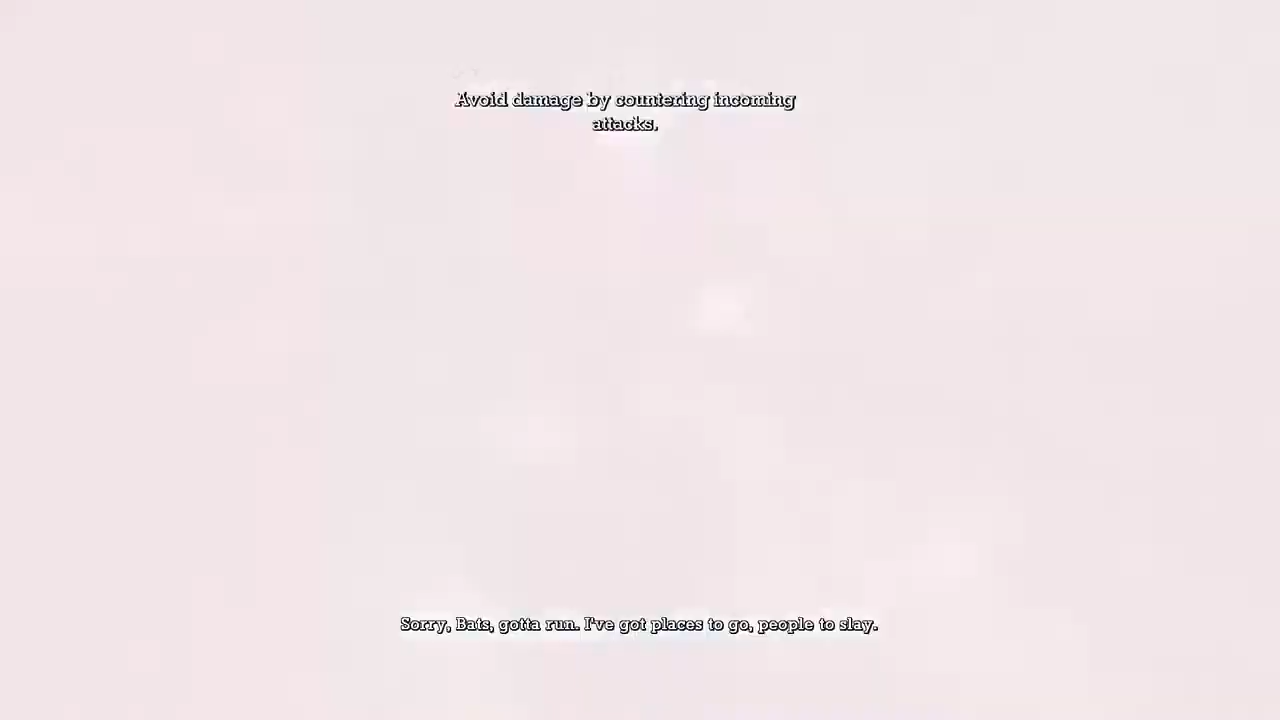 Avoid damage by countering incoming
attacks.
Sorry, Bats, gotta run. I've got places to go, people to slay.